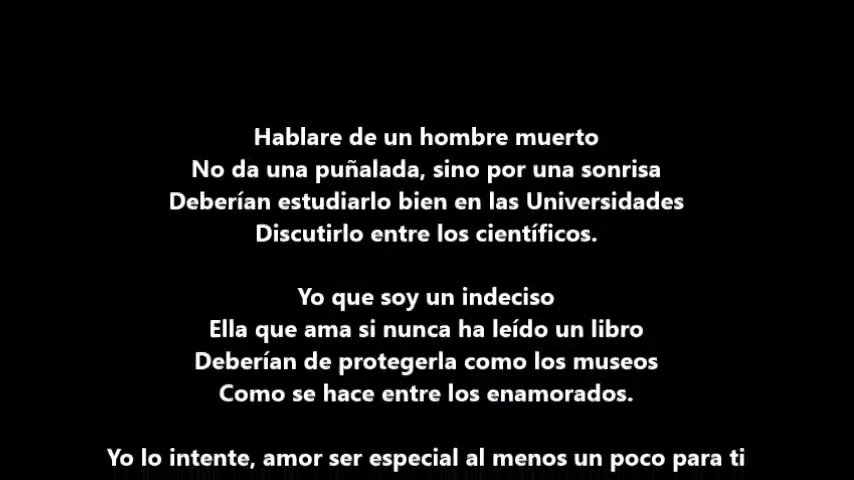 Hablare de un hombre muerto
No da una puñalada, sino por una sonrisa
Deberían estudiarlo bien en las Universidades
Discutirlo entre los científicos.
Yo que soy un indeciso
Ella que ama si nunca ha leído un libro
Deberían de protegerla como los museos
Como se hace entre los enamorados.
Yo lo intente, amor ser especial al menos un poco para ti